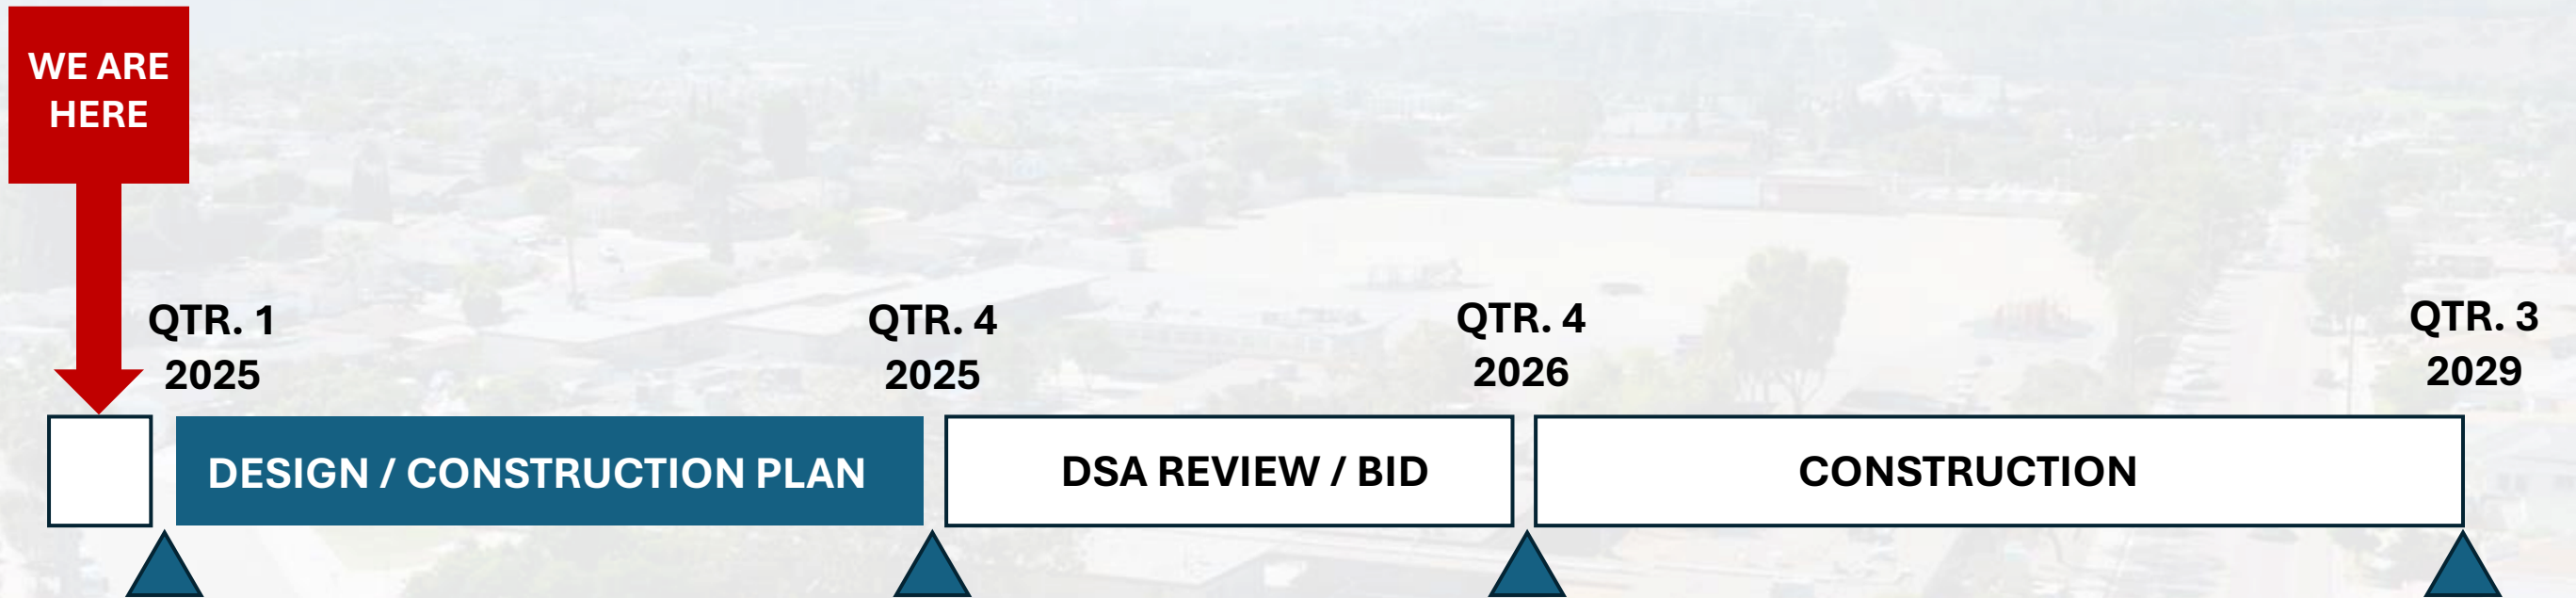 WE ARE
HERE
QTR. 1
2025
QTR. 4
2025
QTR. 4
2026
QTR. 3
2029
DESIGN / CONSTRUCTION PLAN
DSA REVIEW / BID
CONSTRUCTION